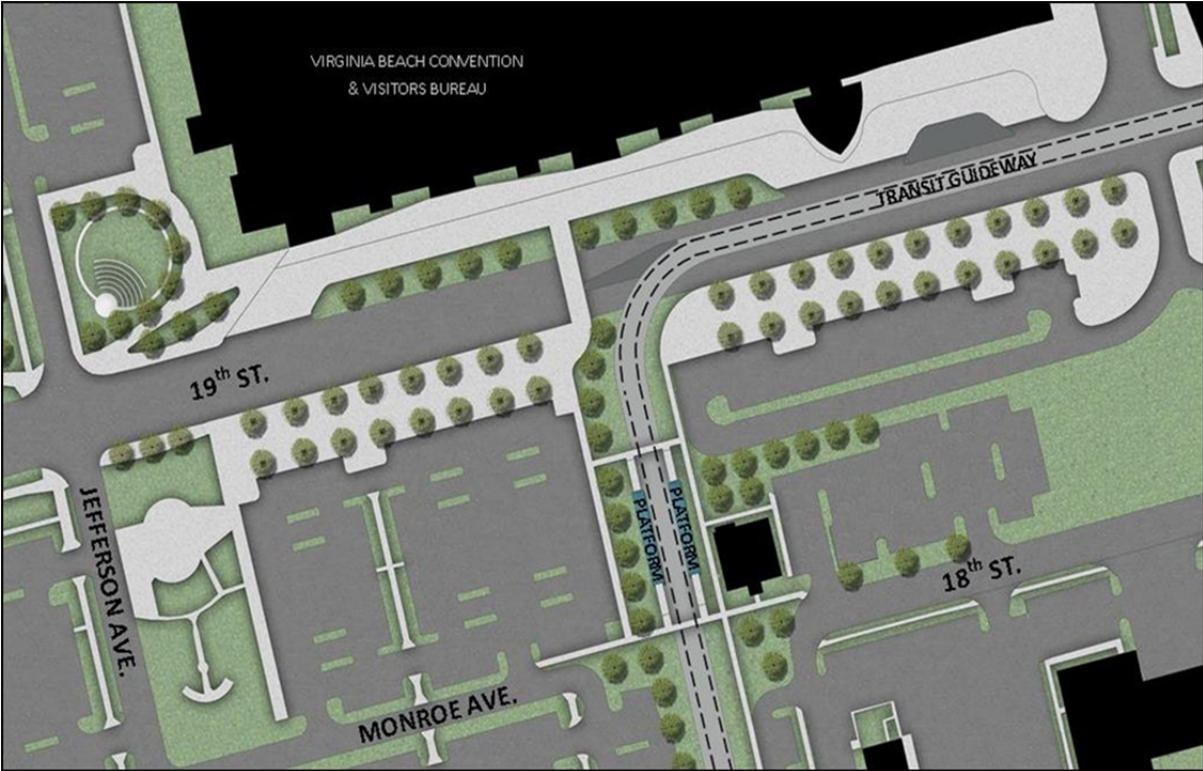 VIRGINIA BEACH CONVENTION
& VISITORS BUREAU
TRANSIT GUIDEWAY
19th ST.
JEFFERSON AVE.
PLATFORM
PLATFORM
18th ST.
MONROE AVE.